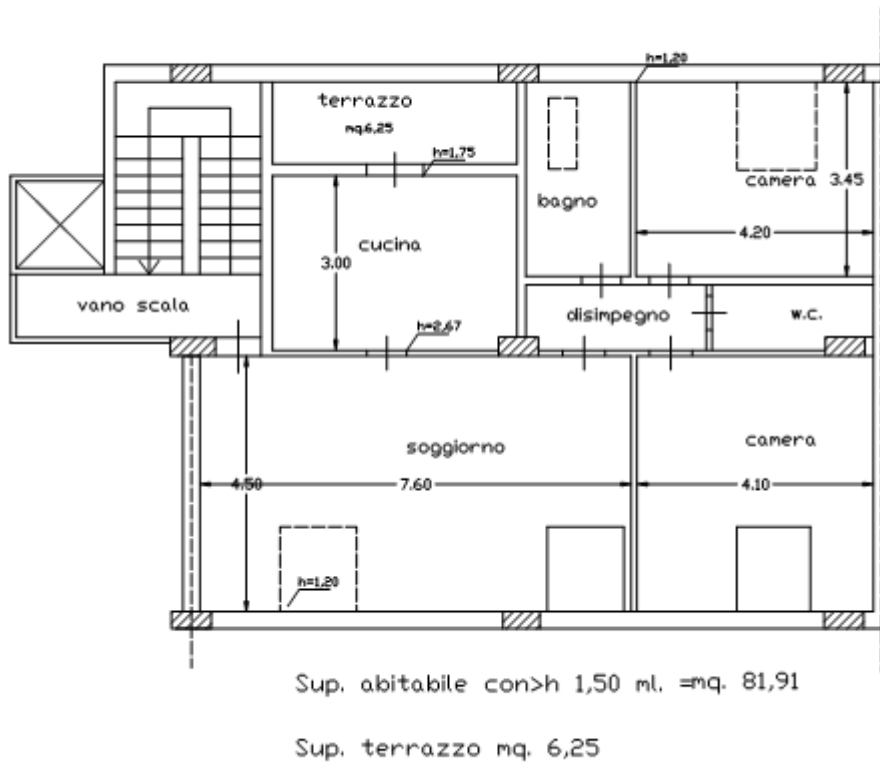 h=1,20
terrazzo
mq.6,25
h=1,75
camera
3.45
bagno
cucina
4.20
3.00
vano scala
disimpegno
w.c.
h=2,67
soggiorno
camera
4.50
7.60
4.10
h=1,20
Sup. abitabile con>h 1,50 ml. =mq. 81,91
Sup. terrazzo mq. 6,25